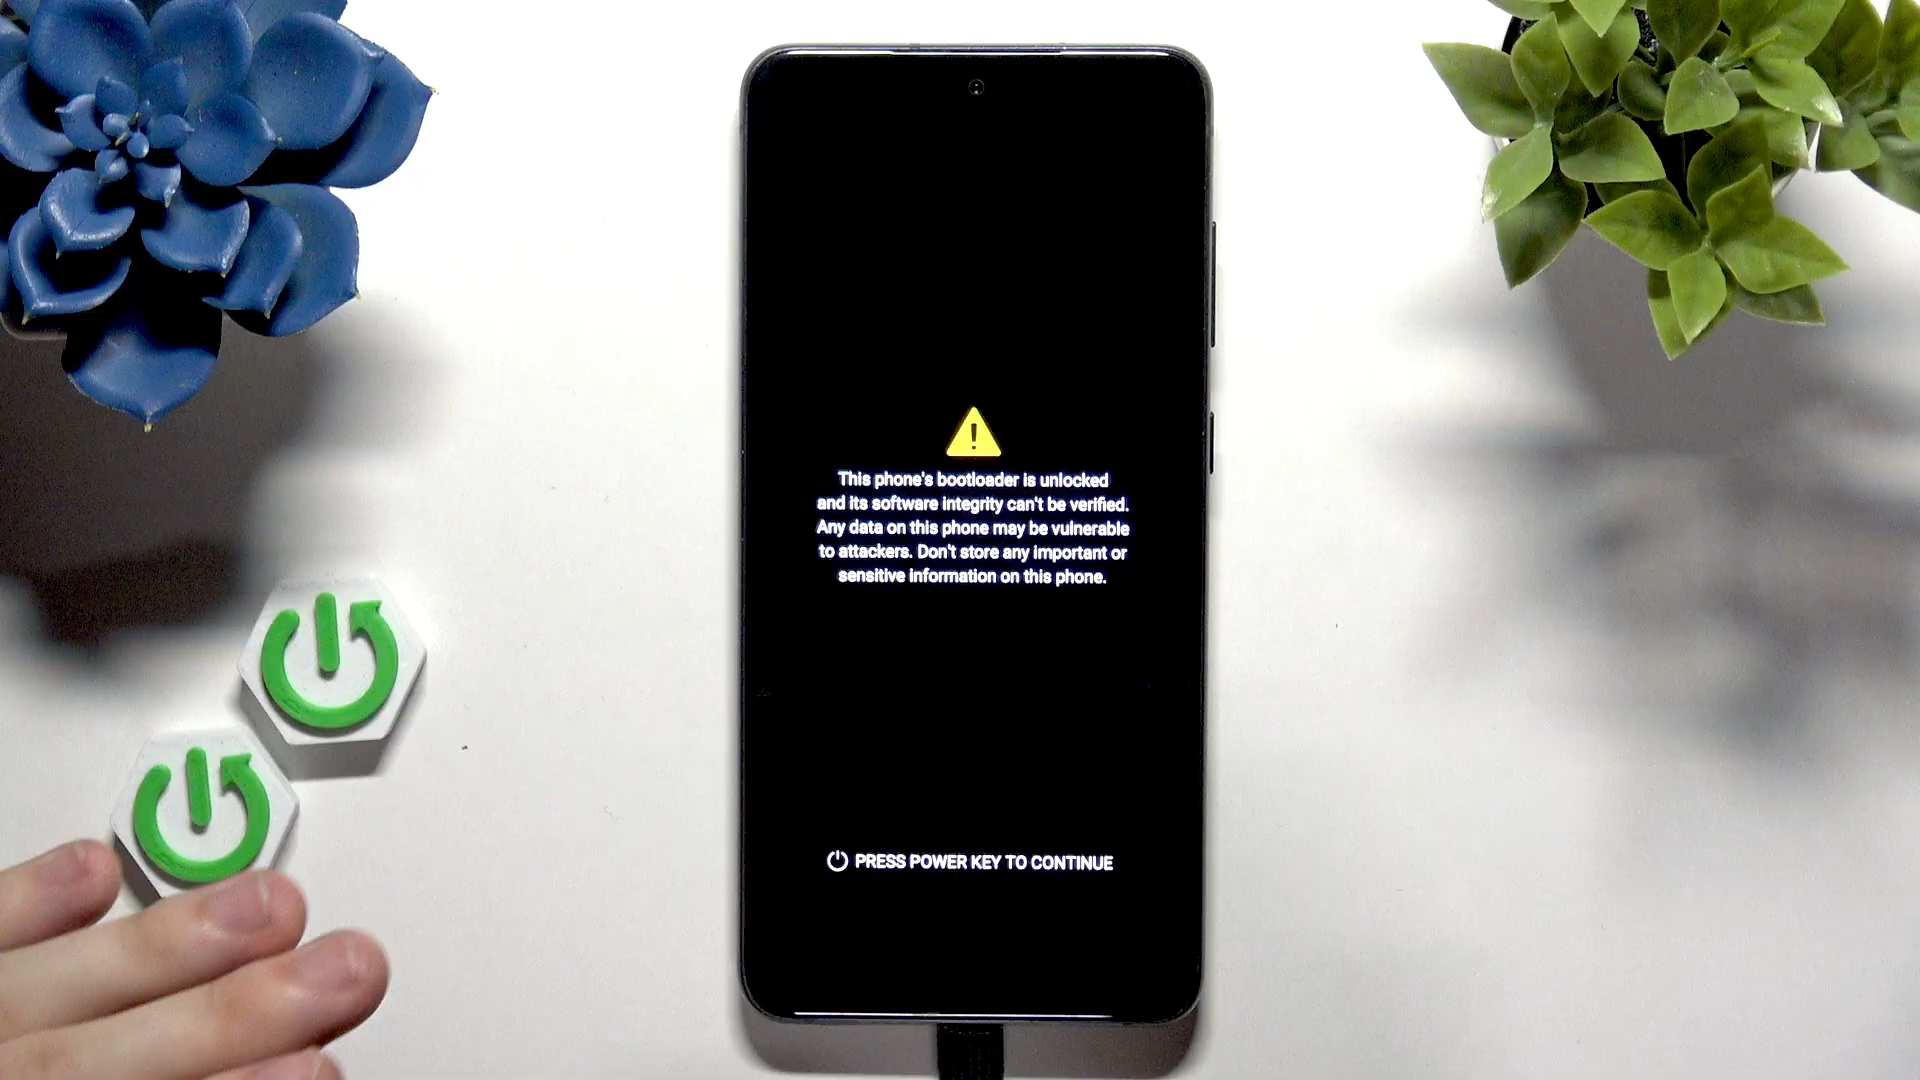 This phone's bootloader is unlocked
and its software integrity can't be verified.
Any data on this phone may be vulnerable
to attackers. Don't store any important or
sensitive information on this phone.
PRESS POWER KEY TO CONTINUE